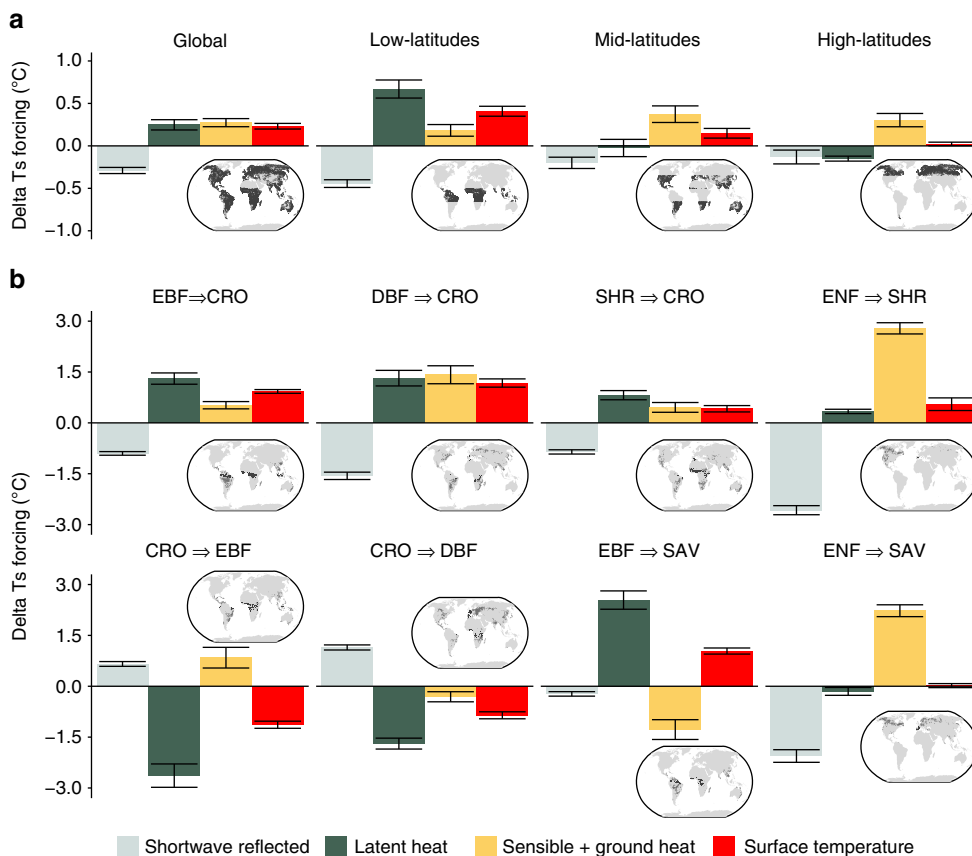 a
Global Low-latitudes Mid-latitudes High-latitudes
Delta Ts forcing (°C)
1.0
0.5
0.0
−0.5
−1.0
b
EBF⇒CRO DBF ⇒ CRO SHR ⇒ CRO ENF ⇒ SHR
Delta Ts forcing (°C)
3.0
1.5
0.0
−1.5
−3.0
CRO ⇒ EBF CRO ⇒ DBF EBF ⇒ SAV ENF ⇒ SAV
3.0
1.5
0.0
−1.5
−3.0
Shortwave reflected Latent heat Sensible + ground heat Surface temperature